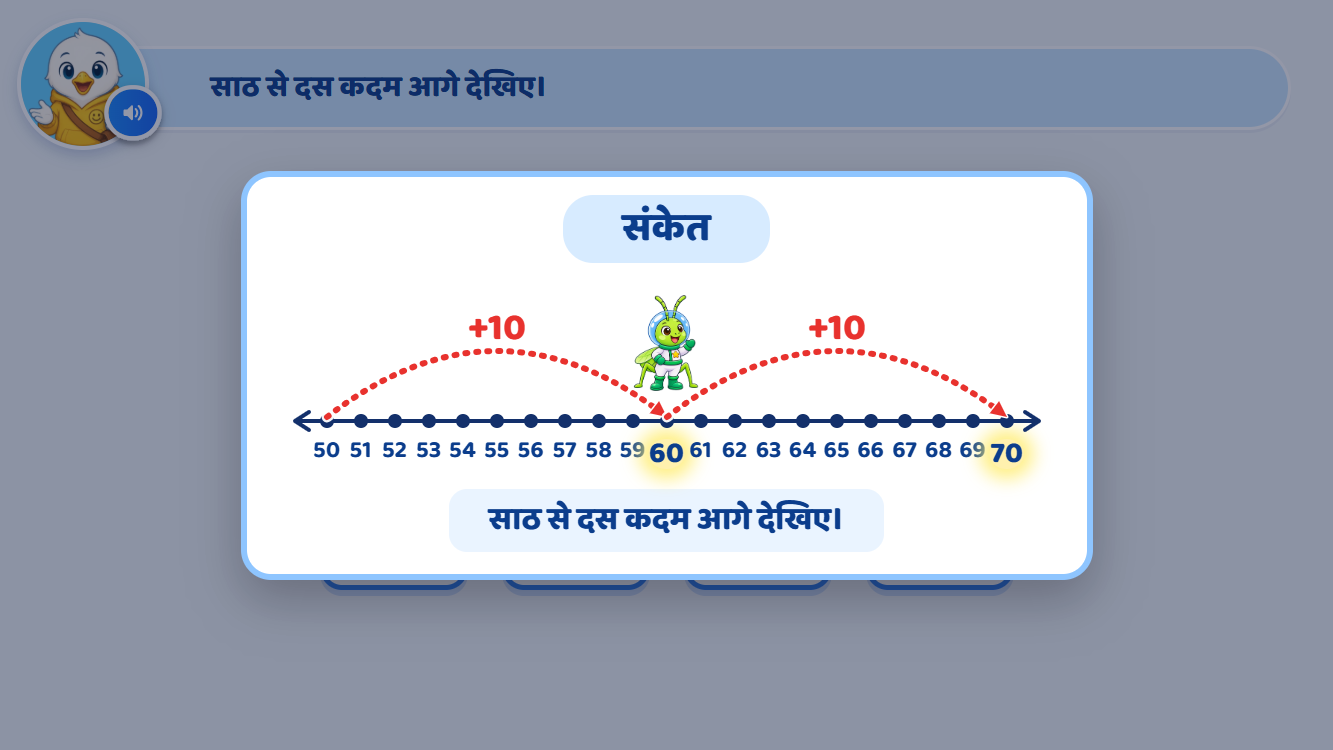 साठ से दस कदम आगे देखिए।
संकेत
+10 +10
50 51 52 53 54 55 56 57 58 59 60 61 62 63 64 65 66 67 68 69 70
साठ से दस कदम आगे देखिए।